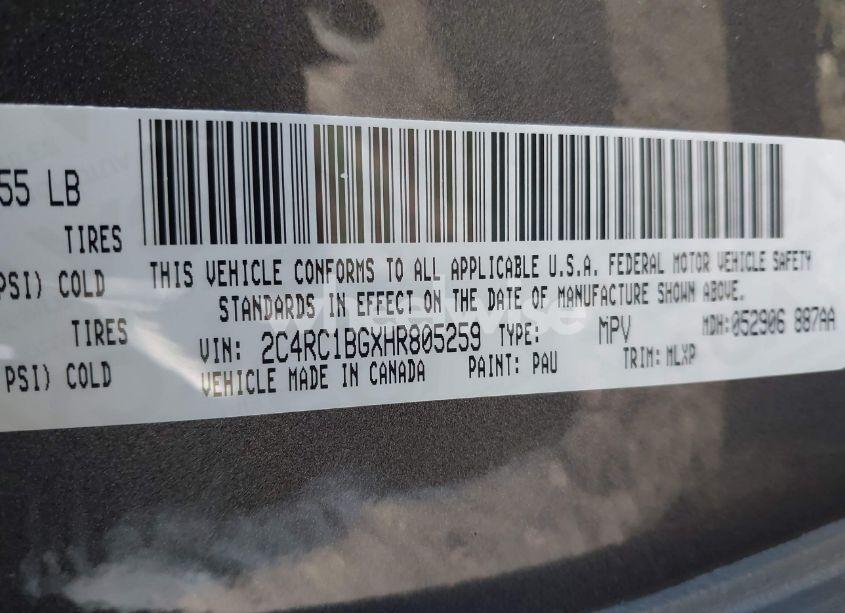 55 LB
TIRES
PSI) COLD
TIRES
PSI) COLD
THIS VEHICLE CONFORMS TO ALL APPLICABLE U.S.A. FEDERAL MOTOR VEHICLE SAFETY
STANDARDS IN EFFECT ON THE DATE OF MANUFACTURE SHOWN ABOVE.
VIN: 2C4RC1BGXHR805259 TYPE: MPV MDH:052906 887AA
VEHICLE MADE IN CANADA PAINT: PAU TRIM: MLXP